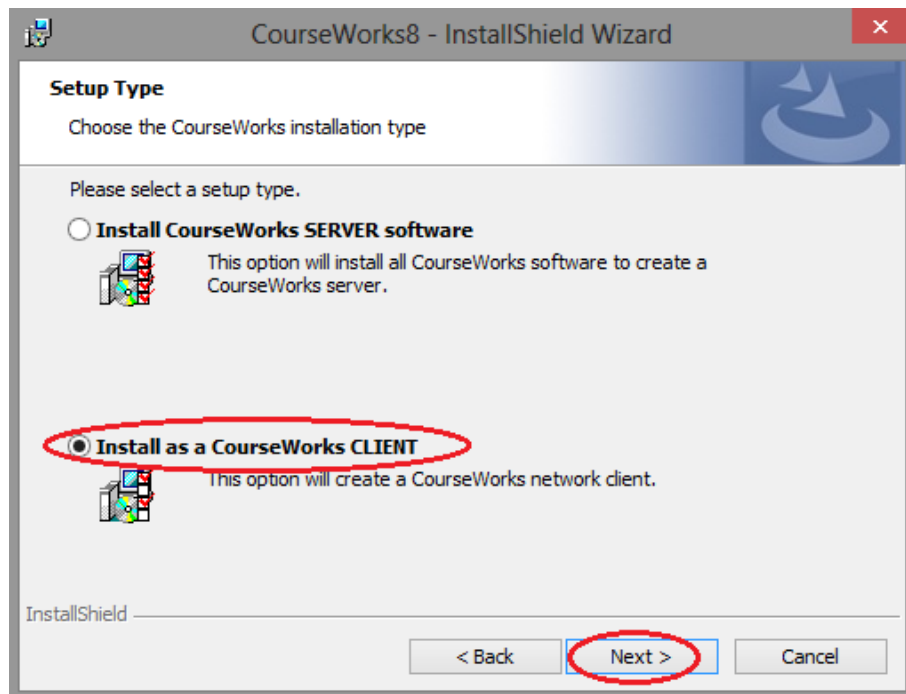 CourseWorks8 - InstallShield Wizard
Setup Type
Choose the CourseWorks installation type
Please select a setup type.
Install CourseWorks SERVER software
This option will install all CourseWorks software to create a
CourseWorks server.
Install as a CourseWorks CLIENT
This option will create a CourseWorks network client.
InstallShield
< Back Next > Cancel